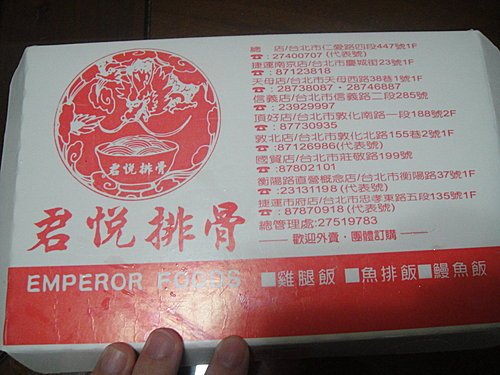 總　店/台北市仁愛路四段447號1F
☎：27400707 (代表號)
捷運南京店/台北市慶城街23號1F
☎：87123818
天母店/台北市天母西路38巷1號1F
☎：28738087・28746887
信義店/台北市信義路二段285號
☎：23929997
頂好店/台北市敦化南路一段188號2F
☎：87730935
敦北店/台北市敦化北路155巷2號1F
☎：87126986(代表號)
國貿店/台北市莊敬路199號
☎：87802101
衡陽路直營概念店/台北市衡陽路37號1F
☎：23131198 (代表號)
捷運市府店/台北市忠孝東路五段135號1F
☎：87870918 (代表號)
總管理處:27519783
歡迎外賣・團體訂購
君悅排骨
君悅排骨
EMPEROR FOODS ■雞腿飯 ■魚排飯 ■鰻魚飯